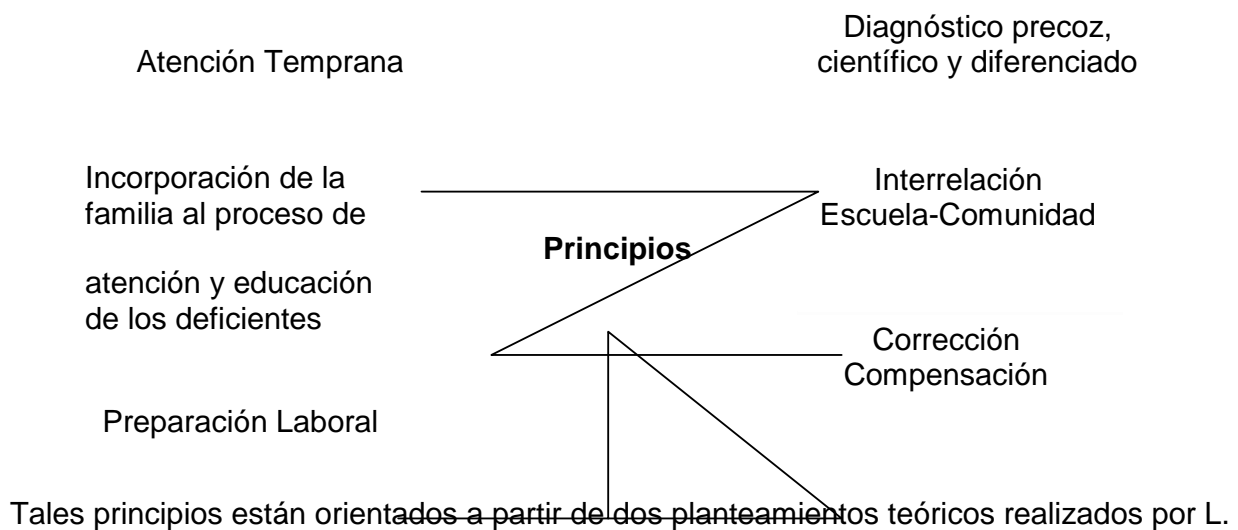 Atención Temprana
Diagnóstico precoz,
científico y diferenciado
Incorporación de la
familia al proceso de
atención y educación
de los deficientes
Interrelación
Escuela-Comunidad
Principios
Corrección
Compensación
Preparación Laboral
Tales principios están orientados a partir de dos planteamientos teóricos realizados por L.